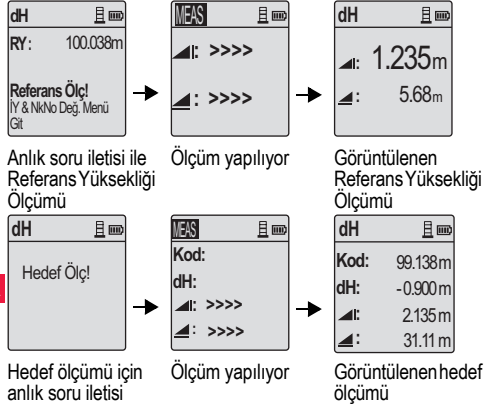 dH
RY: 100.038m
Referans Ölç!
İY & NkNo Değ. Menü
Git
MEAS
: >>>>
: >>>>
dH
: 1.235m
: 5.68m
Anlık soru iletisi ile
Referans Yüksekliği
Ölçümü
Ölçüm yapılıyor
Görüntülenen
Referans Yüksekliği
Ölçümü
dH
Hedef Ölç!
MEAS
Kod:
dH:
: >>>>
: >>>>
dH
Kod: 99.138m
dH: -0.900m
: 2.135m
: 31.11m
Hedef ölçümü için
anlık soru iletisi
Ölçüm yapılıyor
Görüntülenen hedef
ölçümü